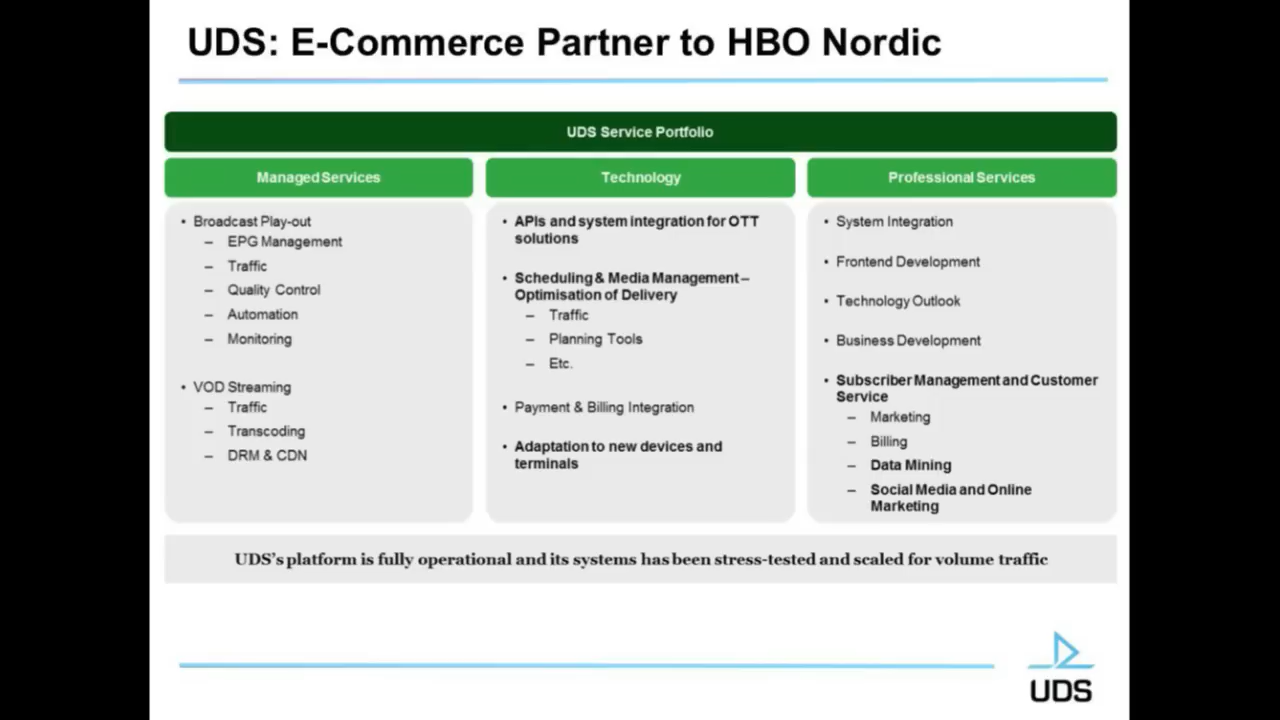 UDS: E-Commerce Partner to HBO Nordic
UDS Service Portfolio
Managed Services
• Broadcast Play-out
– EPG Management
– Traffic
– Quality Control
– Automation
– Monitoring
• VOD Streaming
– Traffic
– Transcoding
– DRM & CDN
Technology
• APIs and system integration for OTT
solutions
• Scheduling & Media Management –
Optimisation of Delivery
– Traffic
– Planning Tools
– Etc.
• Payment & Billing Integration
• Adaptation to new devices and
terminals
Professional Services
• System Integration
• Frontend Development
• Technology Outlook
• Business Development
• Subscriber Management and Customer
Service
– Marketing
– Billing
– Data Mining
– Social Media and Online
Marketing
UDS's platform is fully operational and its systems has been stress-tested and scaled for volume traffic
UDS